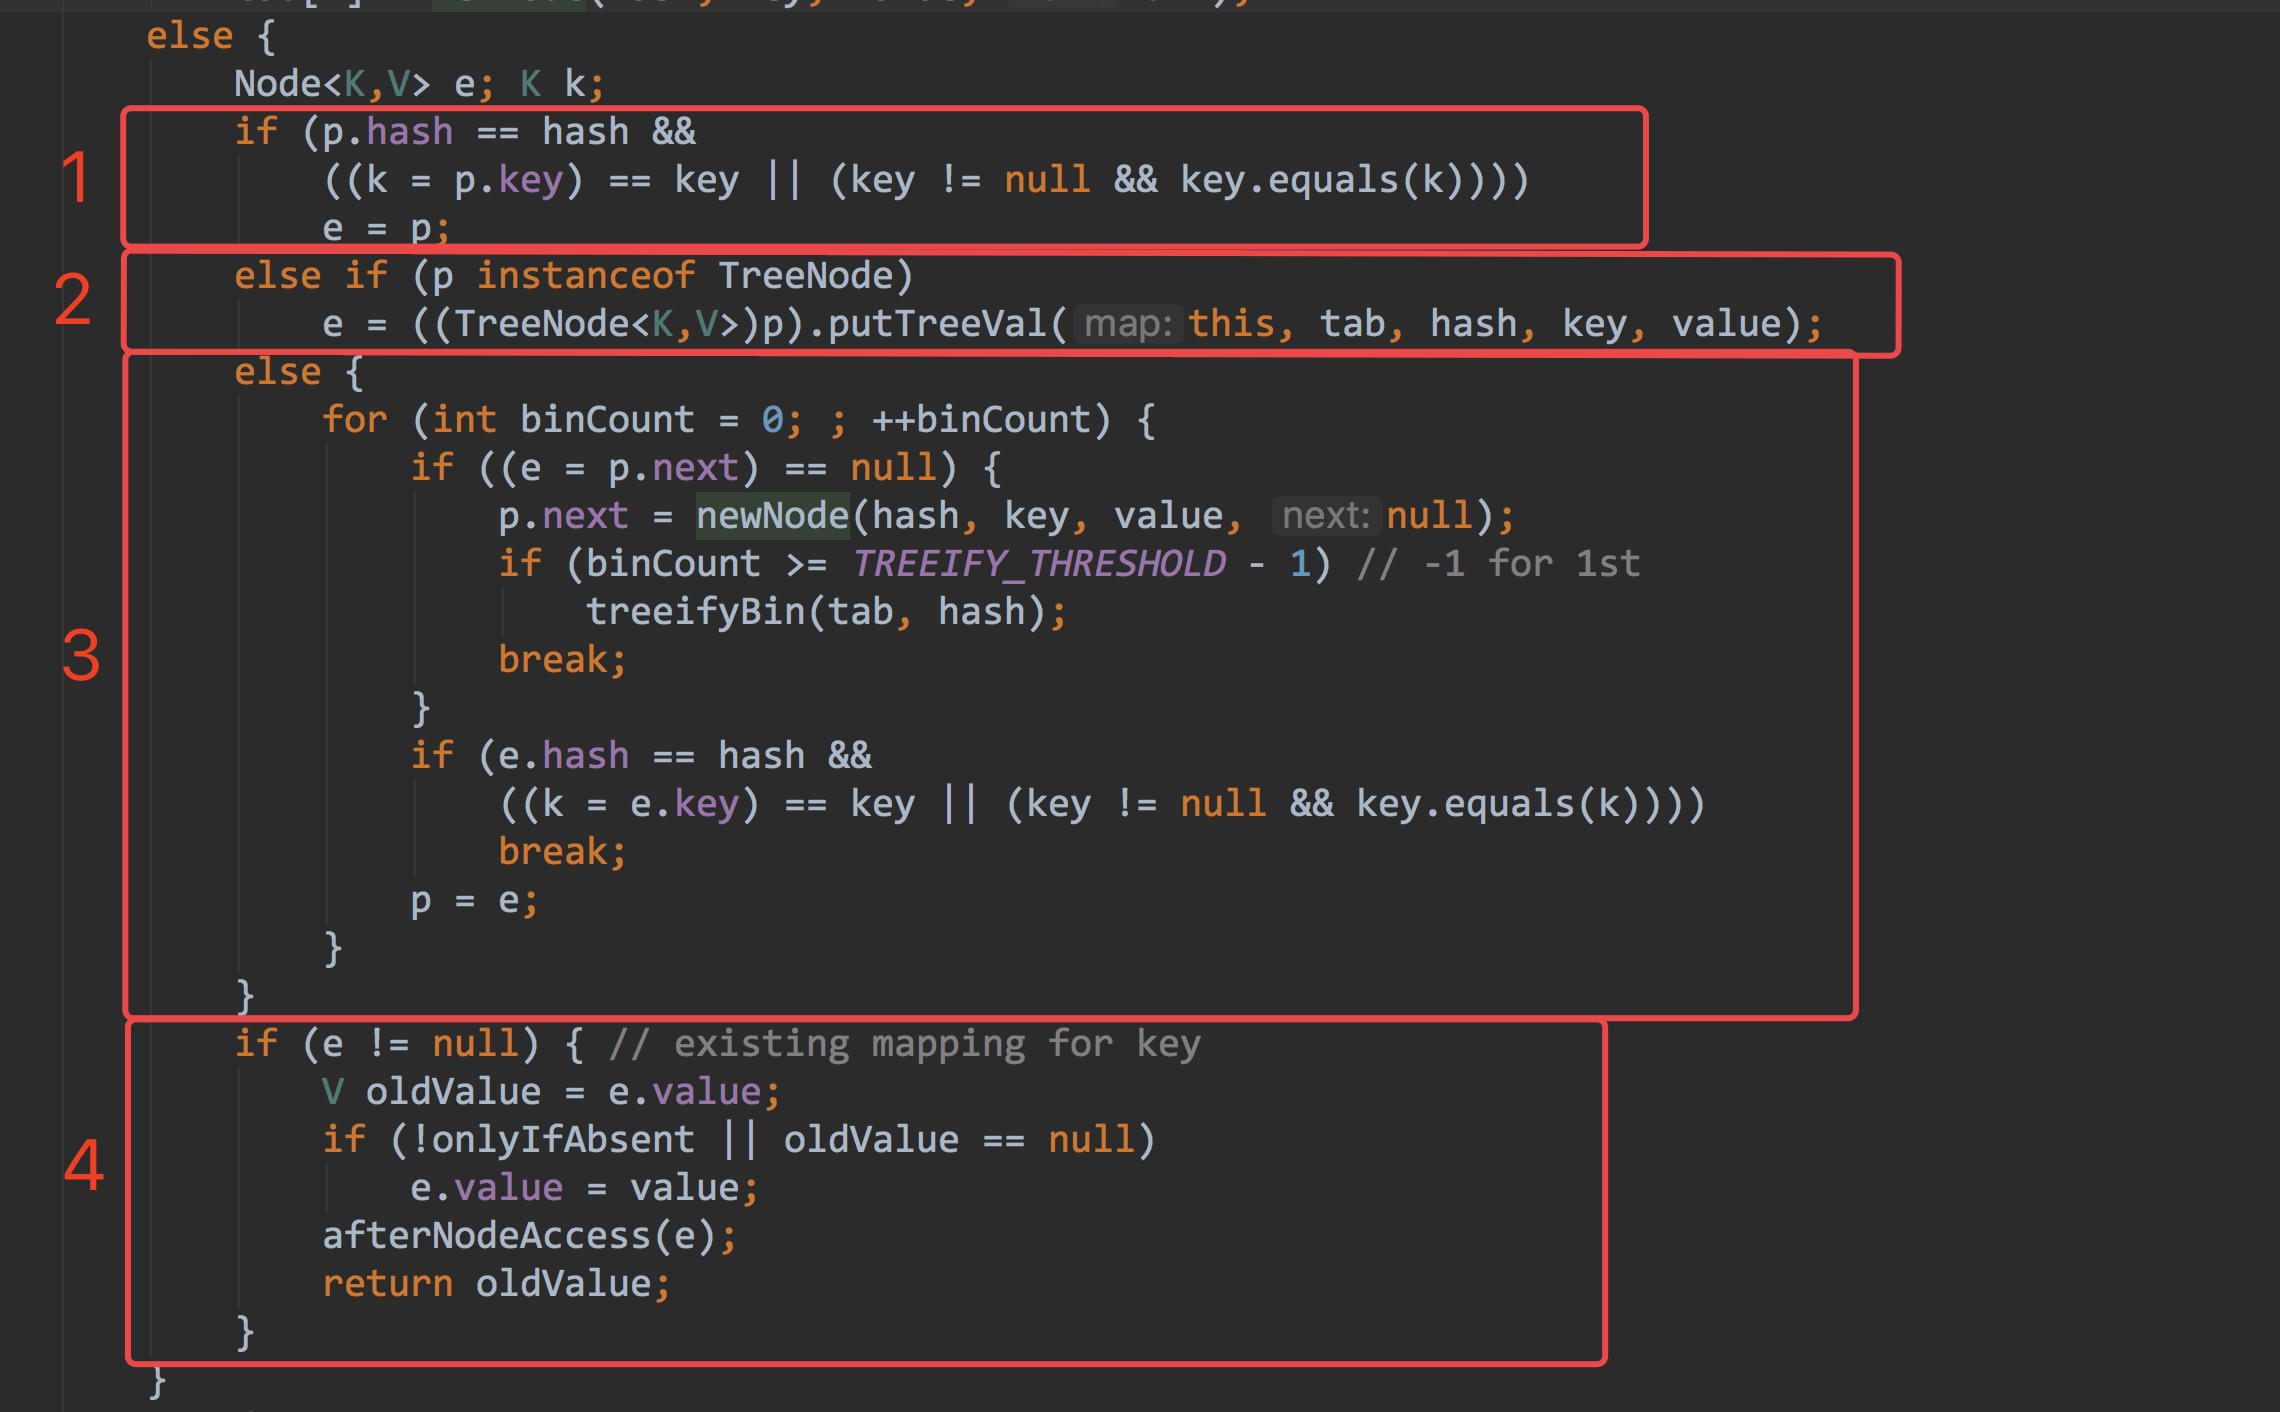 else {
Node<K,V> e; K k;
1
if (p.hash == hash &&
((k = p.key) == key || (key != null && key.equals(k))))
e = p;
2
else if (p instanceof TreeNode)
e = ((TreeNode<K,V>)p).putTreeVal( map: this, tab, hash, key, value);
3
else {
for (int binCount = 0; ; ++binCount) {
if ((e = p.next) == null) {
p.next = newNode(hash, key, value, next: null);
if (binCount >= TREEIFY_THRESHOLD - 1) // -1 for 1st
treeifyBin(tab, hash);
break;
}
if (e.hash == hash &&
((k = e.key) == key || (key != null && key.equals(k))))
break;
p = e;
}
}
4
if (e != null) { // existing mapping for key
V oldValue = e.value;
if (!onlyIfAbsent || oldValue == null)
e.value = value;
afterNodeAccess(e);
return oldValue;
}
}